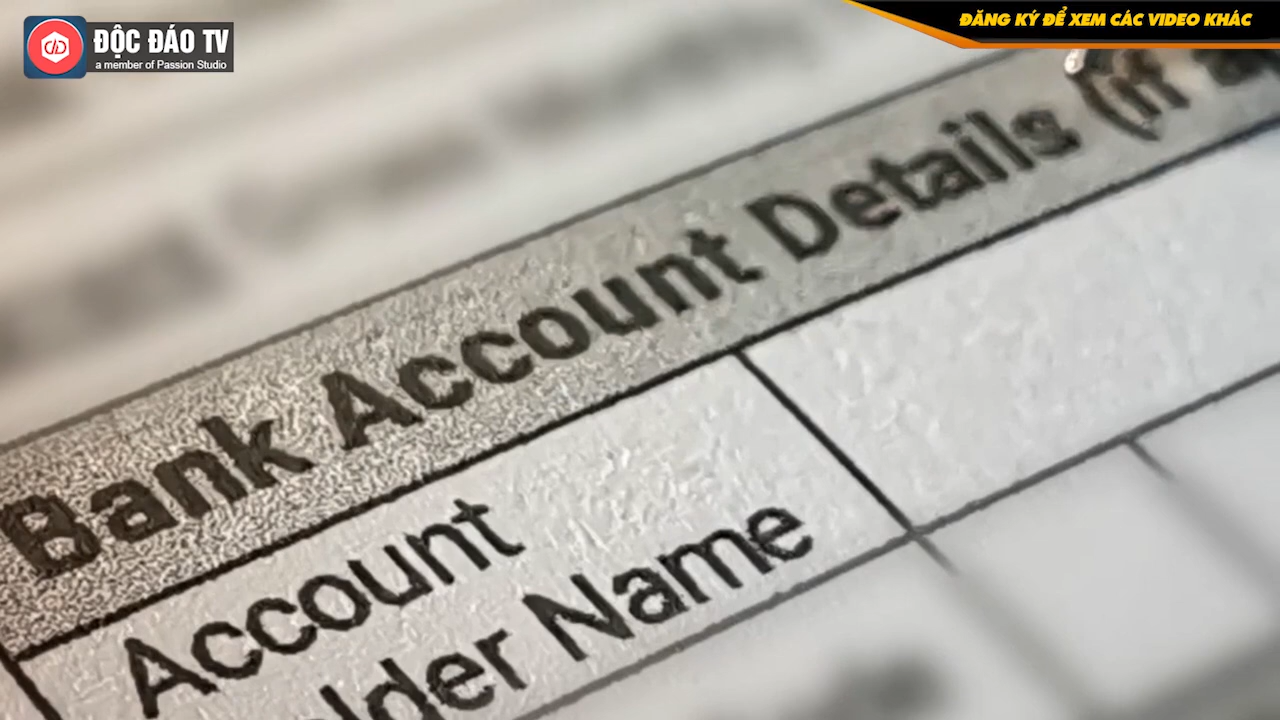 ĐỘC ĐÁO TV
a member of Passion Studio
ĐĂNG KÝ ĐỂ XEM CÁC VIDEO KHÁC
Bank Account Details (if
Account
Name